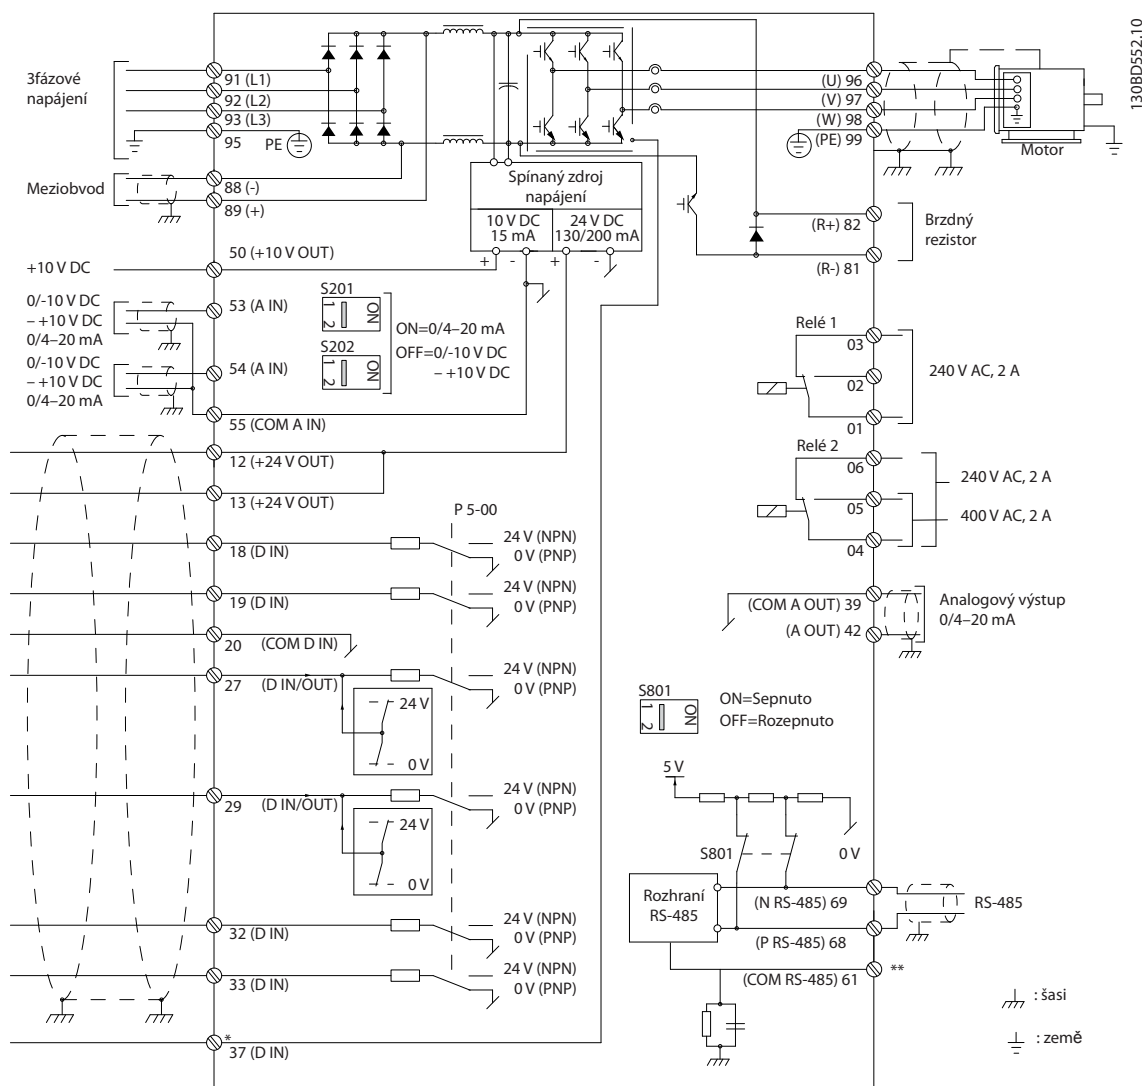 130BD552.10
3fázové
napájení
91 (L1)
92 (L2)
93 (L3)
95
PE
Meziobvod
88 (-)
89 (+)
50 (+10 V OUT)
+10 V DC
0/-10 V DC
– +10 V DC
0/4–20 mA
53 (A IN)
0/-10 V DC
– +10 V DC
0/4–20 mA
54 (A IN)
55 (COM A IN)
12 (+24 V OUT)
13 (+24 V OUT)
18 (D IN)
19 (D IN)
20 (COM D IN)
27 (D IN/OUT)
24 V
0 V
29 (D IN/OUT)
24 V
0 V
32 (D IN)
33 (D IN)
*
37 (D IN)
S201
1
2
ON
S202
1
2
ON
ON=0/4–20 mA
OFF=0/-10 V DC
– +10 V DC
P 5-00
24 V (NPN)
0 V (PNP)
24 V (NPN)
0 V (PNP)
24 V (NPN)
0 V (PNP)
24 V (NPN)
0 V (PNP)
24 V (NPN)
0 V (PNP)
24 V (NPN)
0 V (PNP)
Spínaný zdroj
napájení
10 V DC
15 mA
24 V DC
130/200 mA
+ - + -
(U) 96
(V) 97
(W) 98
(PE) 99
Motor
(R+) 82
(R-) 81
Brzdný
rezistor
Relé 1
03
02
01
240 V AC, 2 A
Relé 2
06
05
04
240 V AC, 2 A
400 V AC, 2 A
(COM A OUT) 39
(A OUT) 42
Analogový výstup
0/4–20 mA
S801
1
2
ON
ON=Sepnuto
OFF=Rozepnuto
5 V
S801
0 V
Rozhraní
RS-485
(N RS-485) 69
(P RS-485) 68
(COM RS-485) 61
**
RS-485
: šasi
: země